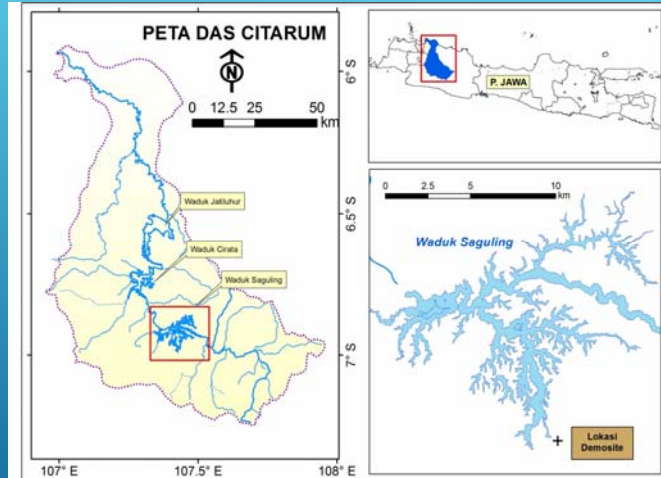 PETA DAS CITARUM
N
0 12.5 25 50
km
Waduk Jatiluhur
Waduk Cirata
Waduk Saguling
6°S
6.5°S
7°S
107° E
107.5° E
108° E
P. JAWA
0 2.5 5 10
km
Waduk Saguling
Lokasi
Demosite